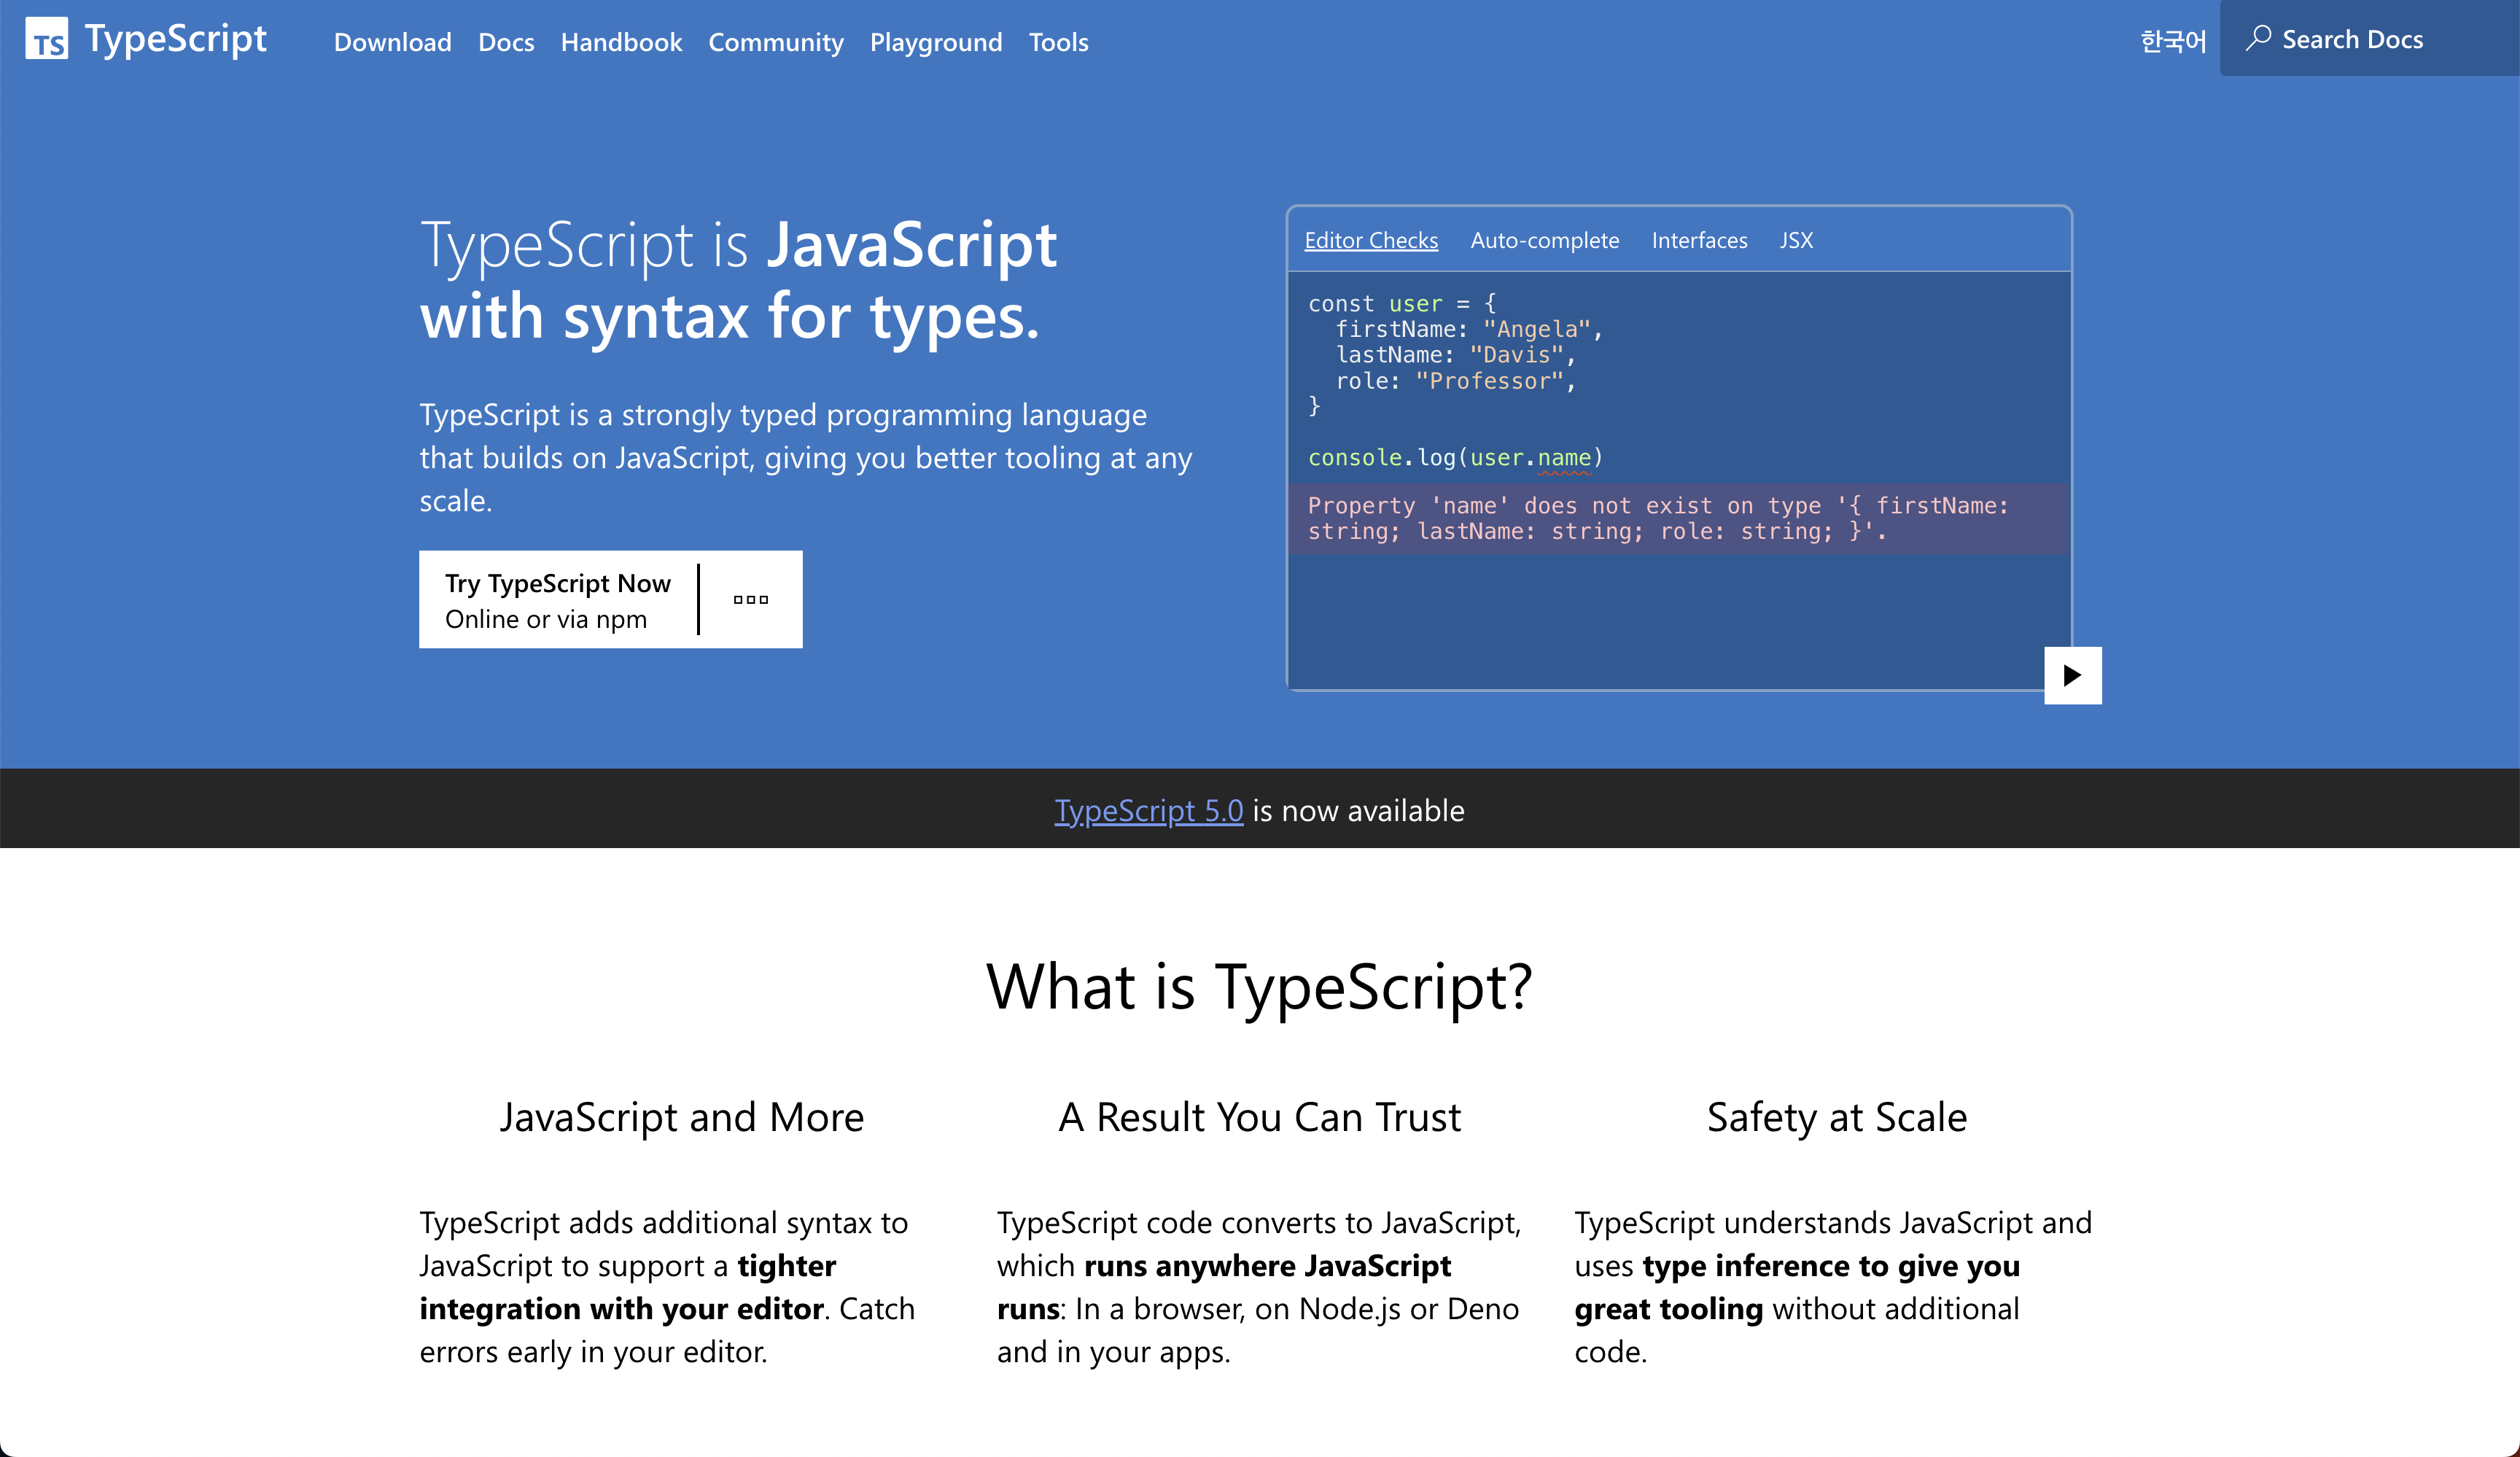 TS TypeScript Download Docs Handbook Community Playground Tools 한국어 Search Docs
TypeScript is JavaScript
with syntax for types.
TypeScript is a strongly typed programming language
that builds on JavaScript, giving you better tooling at any
scale.
Try TypeScript Now
Online or via npm
Editor Checks Auto-complete Interfaces JSX
const user = {
  firstName: "Angela",
  lastName: "Davis",
  role: "Professor",
}
console.log(user.name)
Property 'name' does not exist on type '{ firstName:
string; lastName: string; role: string; }'.
TypeScript 5.0 is now available
What is TypeScript?
JavaScript and More
TypeScript adds additional syntax to
JavaScript to support a tighter
integration with your editor. Catch
errors early in your editor.
A Result You Can Trust
TypeScript code converts to JavaScript,
which runs anywhere JavaScript
runs: In a browser, on Node.js or Deno
and in your apps.
Safety at Scale
TypeScript understands JavaScript and
uses type inference to give you
great tooling without additional
code.